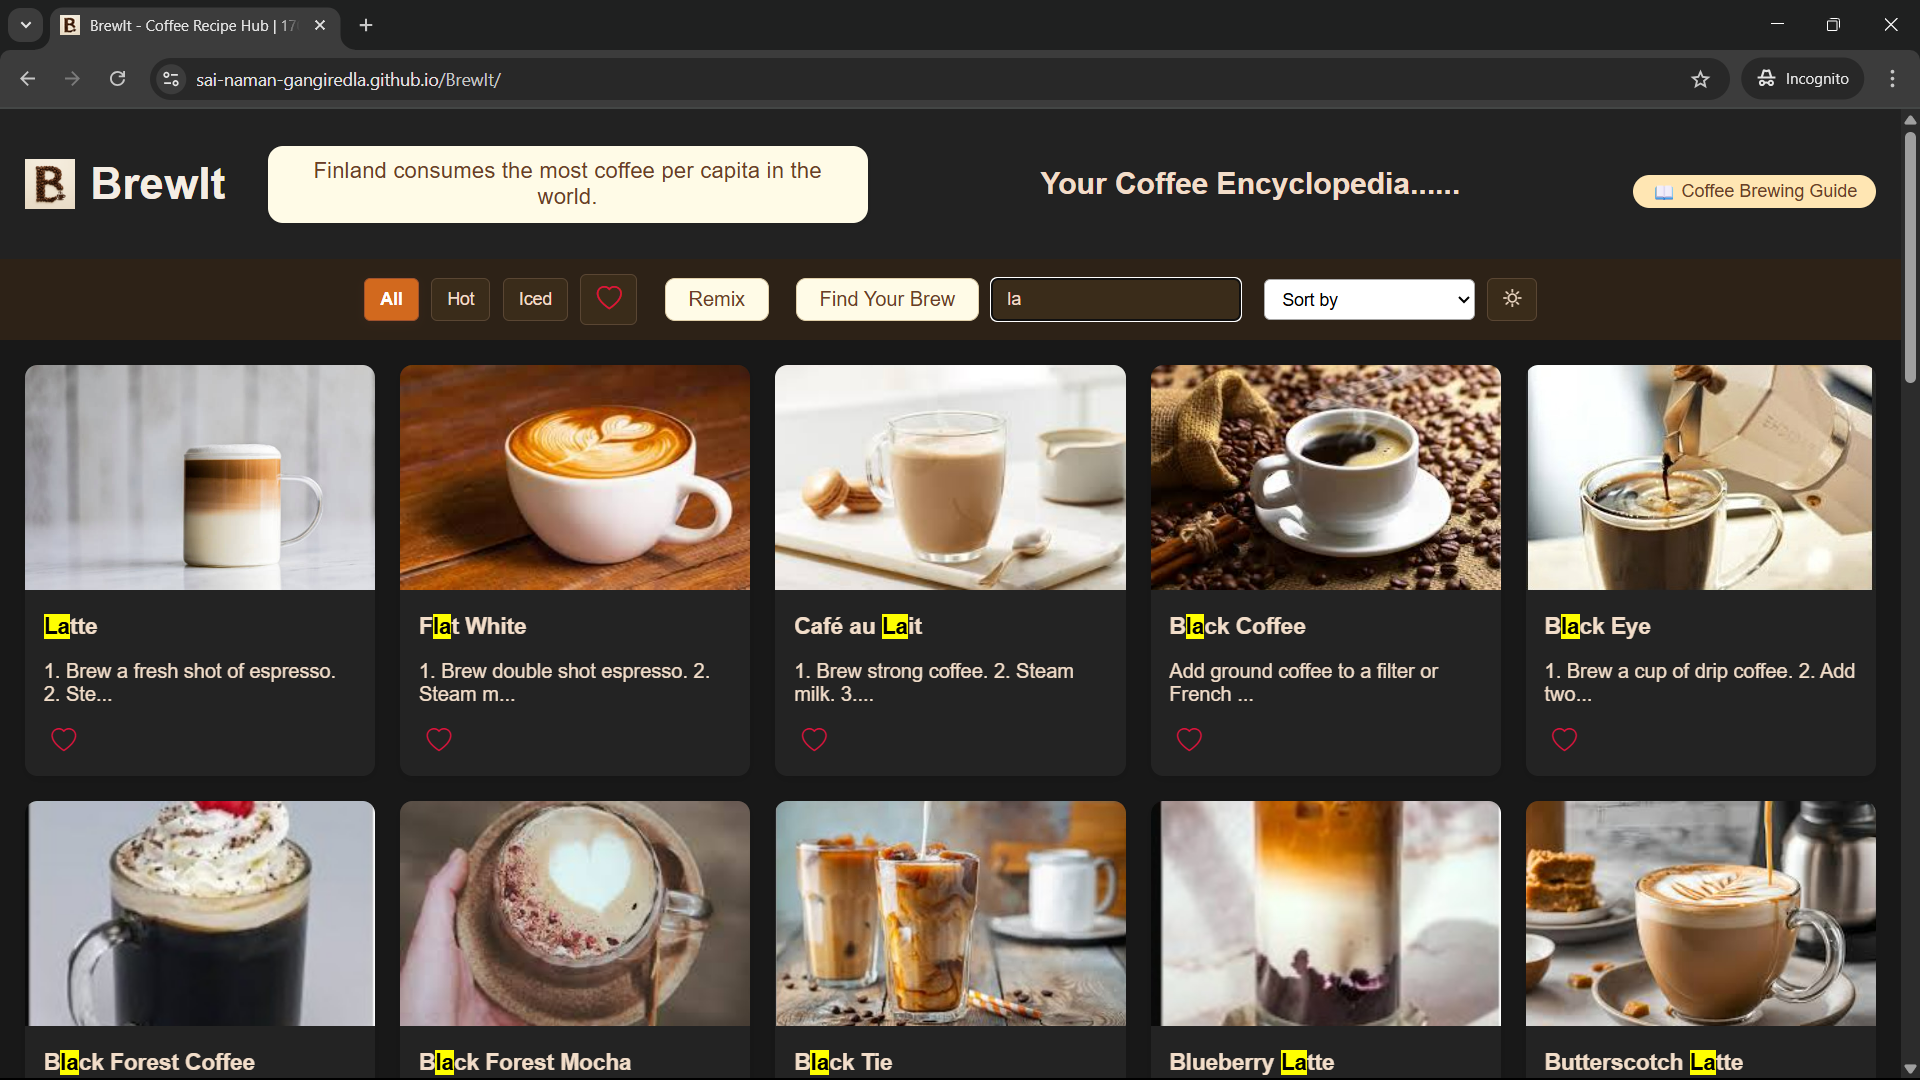 BrewIt - Coffee Recipe Hub | 17
sai-naman-gangiredla.github.io/BrewIt/
Incognito
B BrewIt
Finland consumes the most coffee per capita in the
world.
Your Coffee Encyclopedia......
📖 Coffee Brewing Guide
All
Hot
Iced
Remix
Find Your Brew
la
Sort by
Latte
1. Brew a fresh shot of espresso.
2. Ste...
Flat White
1. Brew double shot espresso. 2.
Steam m...
Café au Lait
1. Brew strong coffee. 2. Steam
milk. 3....
Black Coffee
Add ground coffee to a filter or
French ...
Black Eye
1. Brew a cup of drip coffee. 2. Add
two...
Black Forest Coffee
Black Forest Mocha
Black Tie
Blueberry Latte
Butterscotch Latte